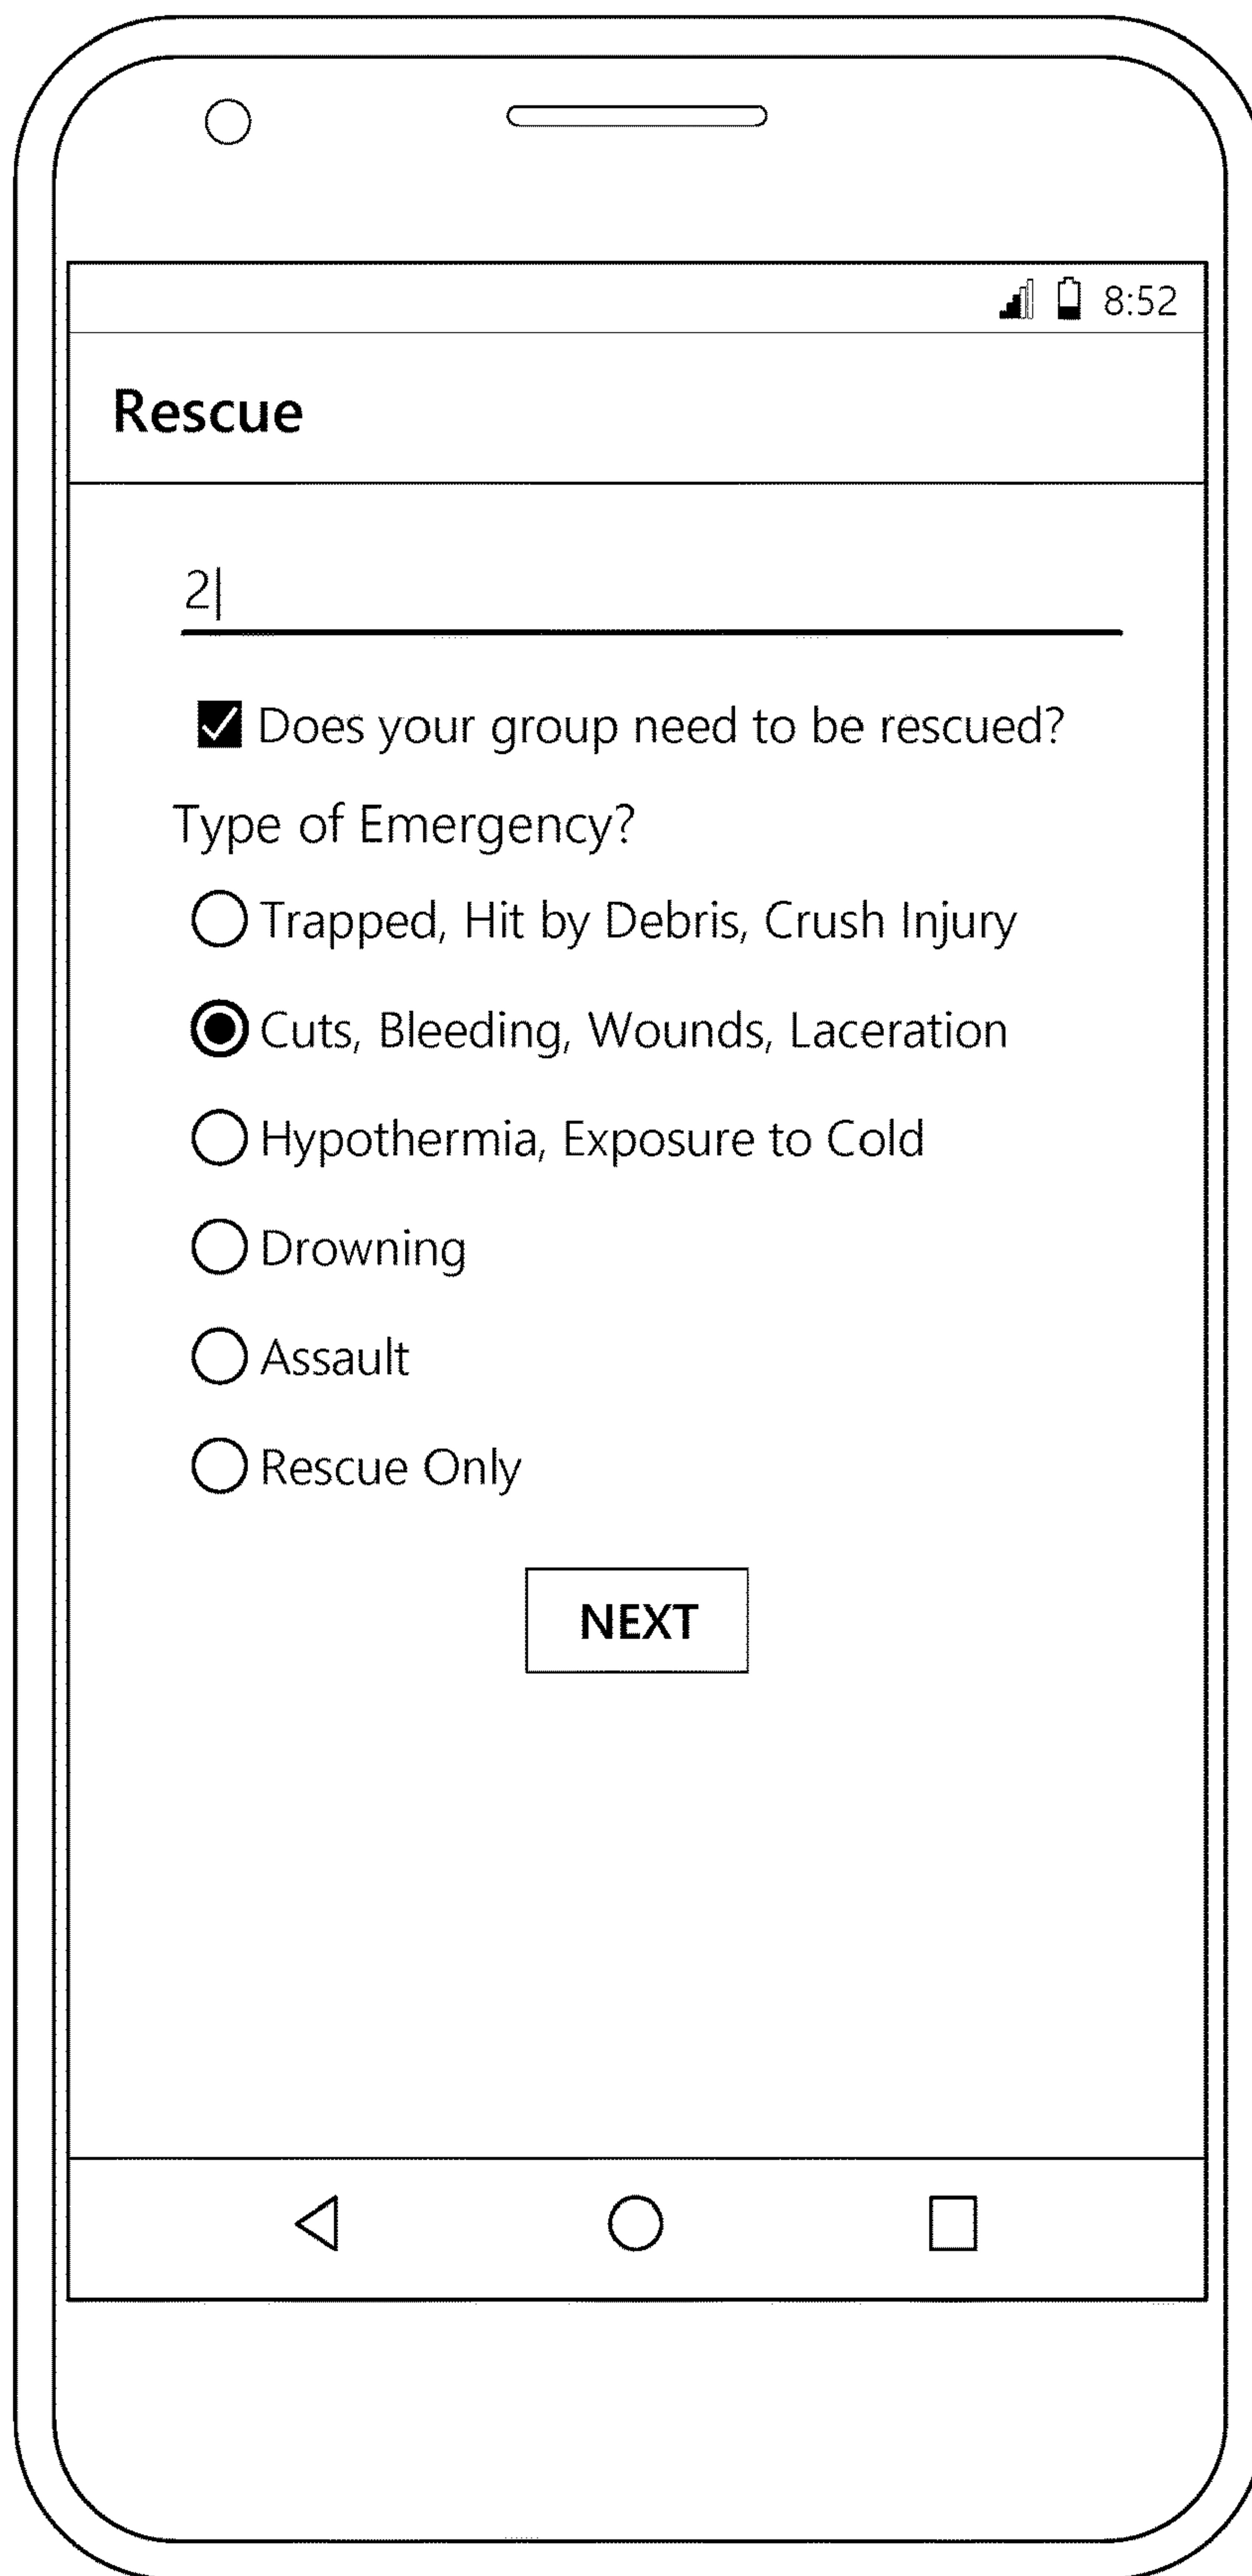 8:52
Rescue
2
Does your group need to be rescued?
Type of Emergency?
Trapped, Hit by Debris, Crush Injury
Cuts, Bleeding, Wounds, Laceration
Hypothermia, Exposure to Cold
Drowning
Assault
Rescue Only
NEXT